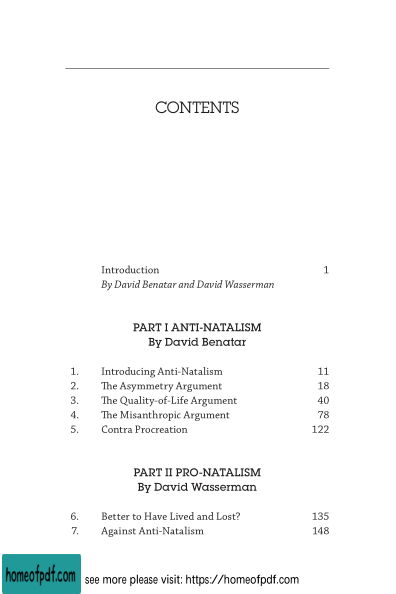 CONTENTS
Introduction 1
By David Benatar and David Wasserman
PART I ANTI-NATALISM
By David Benatar
1. Introducing Anti-Natalism 11
2. The Asymmetry Argument 18
3. The Quality-of-Life Argument 40
4. The Misanthropic Argument 78
5. Contra Procreation 122
PART II PRO-NATALISM
By David Wasserman
6. Better to Have Lived and Lost? 135
7. Against Anti-Natalism 148
homeofpdf.com see more please visit: https://homeofpdf.com